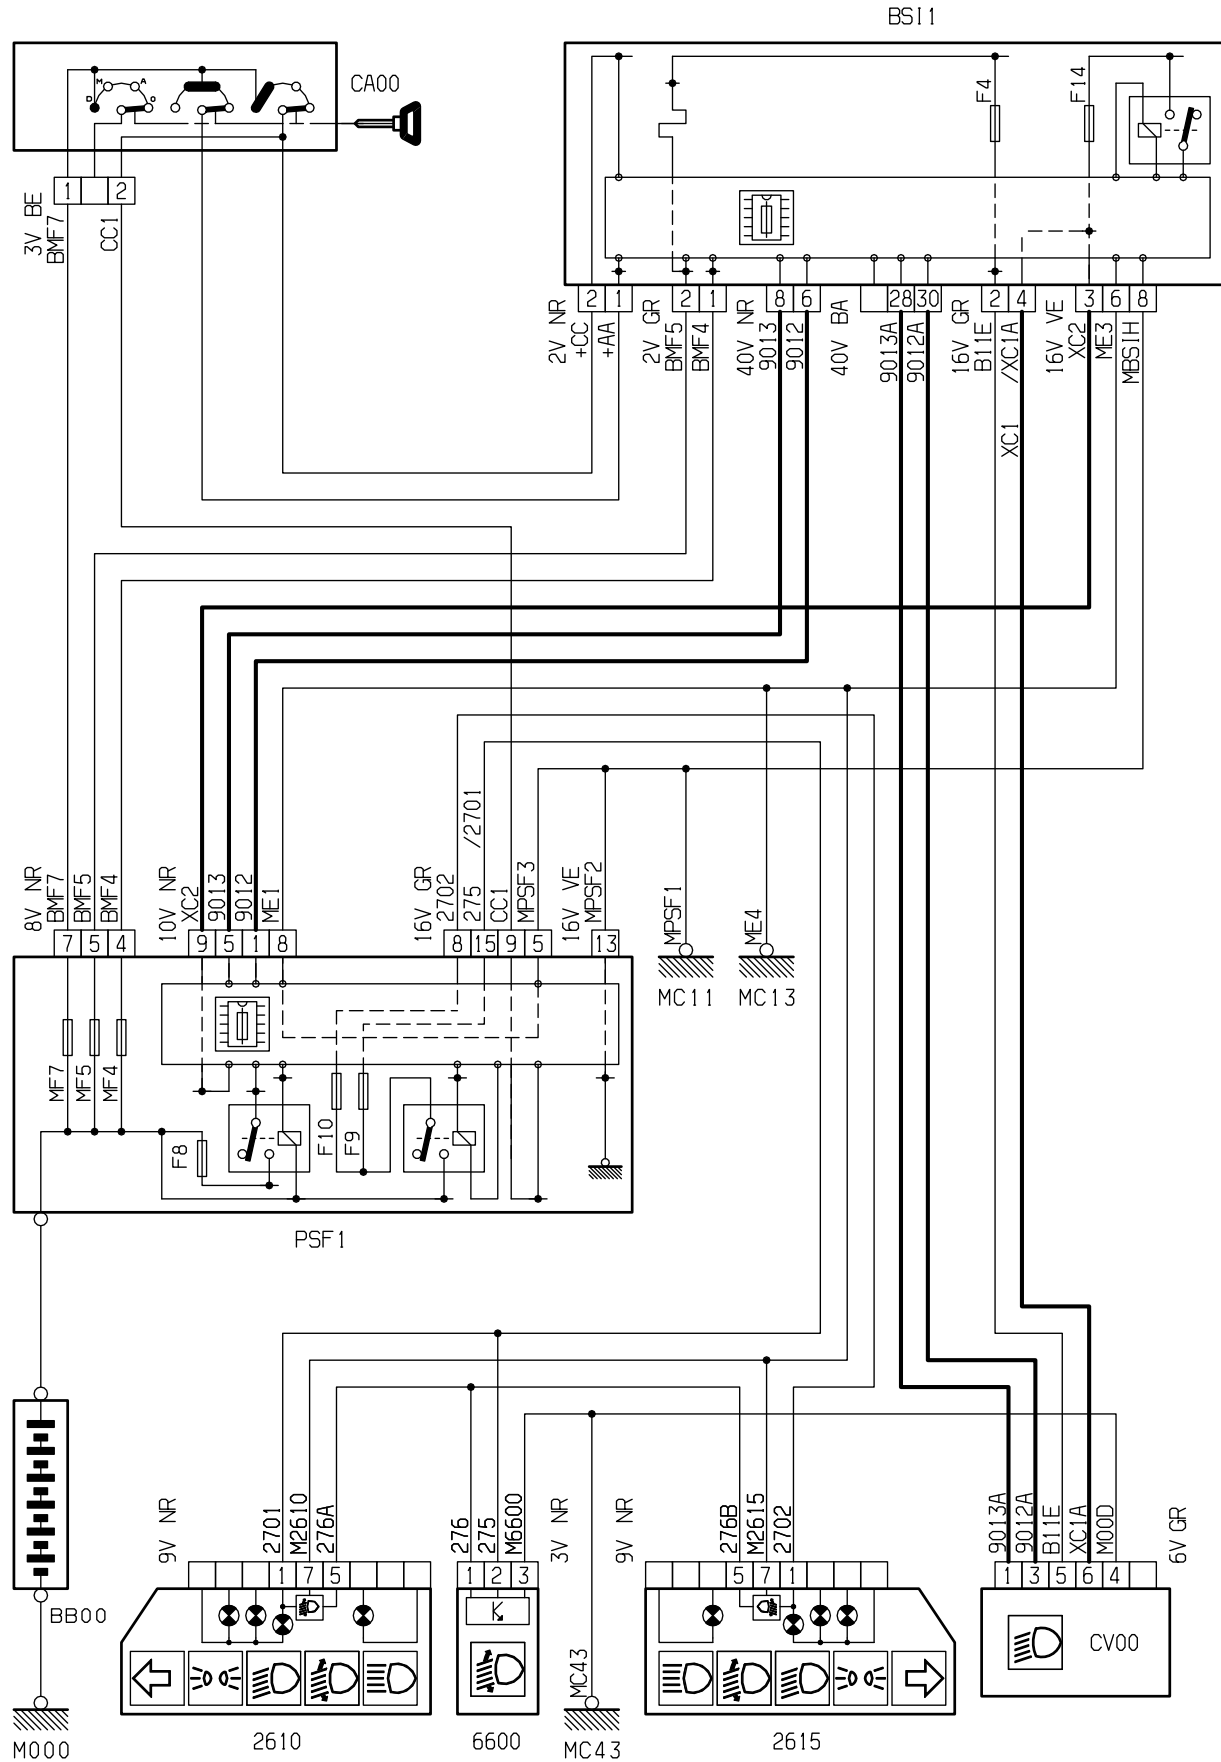 BSI1
CA00
M
A
D
O
F4
F14
1
2
3V BE
BMF7
CC1
2
1
2
1
8
6
28
30
2
4
3
6
8
2V NR
+CC
+AA
2V GR
BMF5
BMF4
40V NR
9013
9012
40V BA
9013A
9012A
16V GR
B11E
/XC1A
XC1
16V VE
XC2
ME3
MBSIH
8V NR
BMF7
BMF5
BMF4
10V NR
XC2
9013
9012
ME1
16V GR
2702
275
/2701
CC1
MPSF3
16V VE
MPSF2
MPSF1
ME4
7
5
4
9
5
1
8
8
15
9
5
13
MC11
MC13
MF7
MF5
MF4
F8
F10
F9
PSF1
9V NR
2701
M2610
276A
276
275
M6600
3V NR
9V NR
276B
M2615
2702
9013A
9012A
B11E
XC1A
M00D
6V GR
1
7
5
1
2
3
5
7
1
1
3
5
6
4
BB00
K
CV00
MC43
M000
2610
6600
MC43
2615